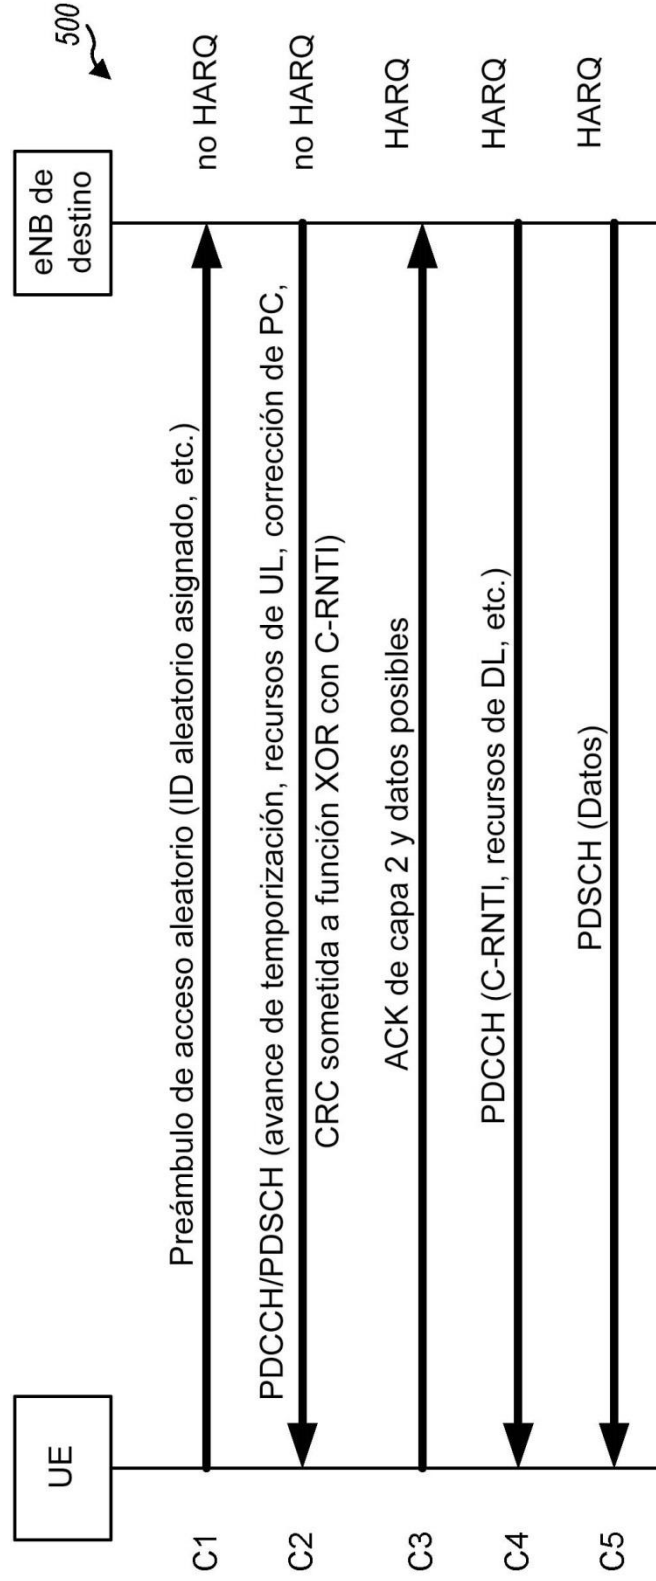 500
UE
eNB de
destino
C1
Preámbulo de acceso aleatorio (ID aleatorio asignado, etc.)
no HARQ
C2
PDCCH/PDSCH (avance de temporización, recursos de UL, corrección de PC,
CRC sometida a función XOR con C-RNTI)
no HARQ
C3
ACK de capa 2 y datos posibles
HARQ
C4
PDCCH (C-RNTI, recursos de DL, etc.)
HARQ
C5
PDSCH (Datos)
HARQ